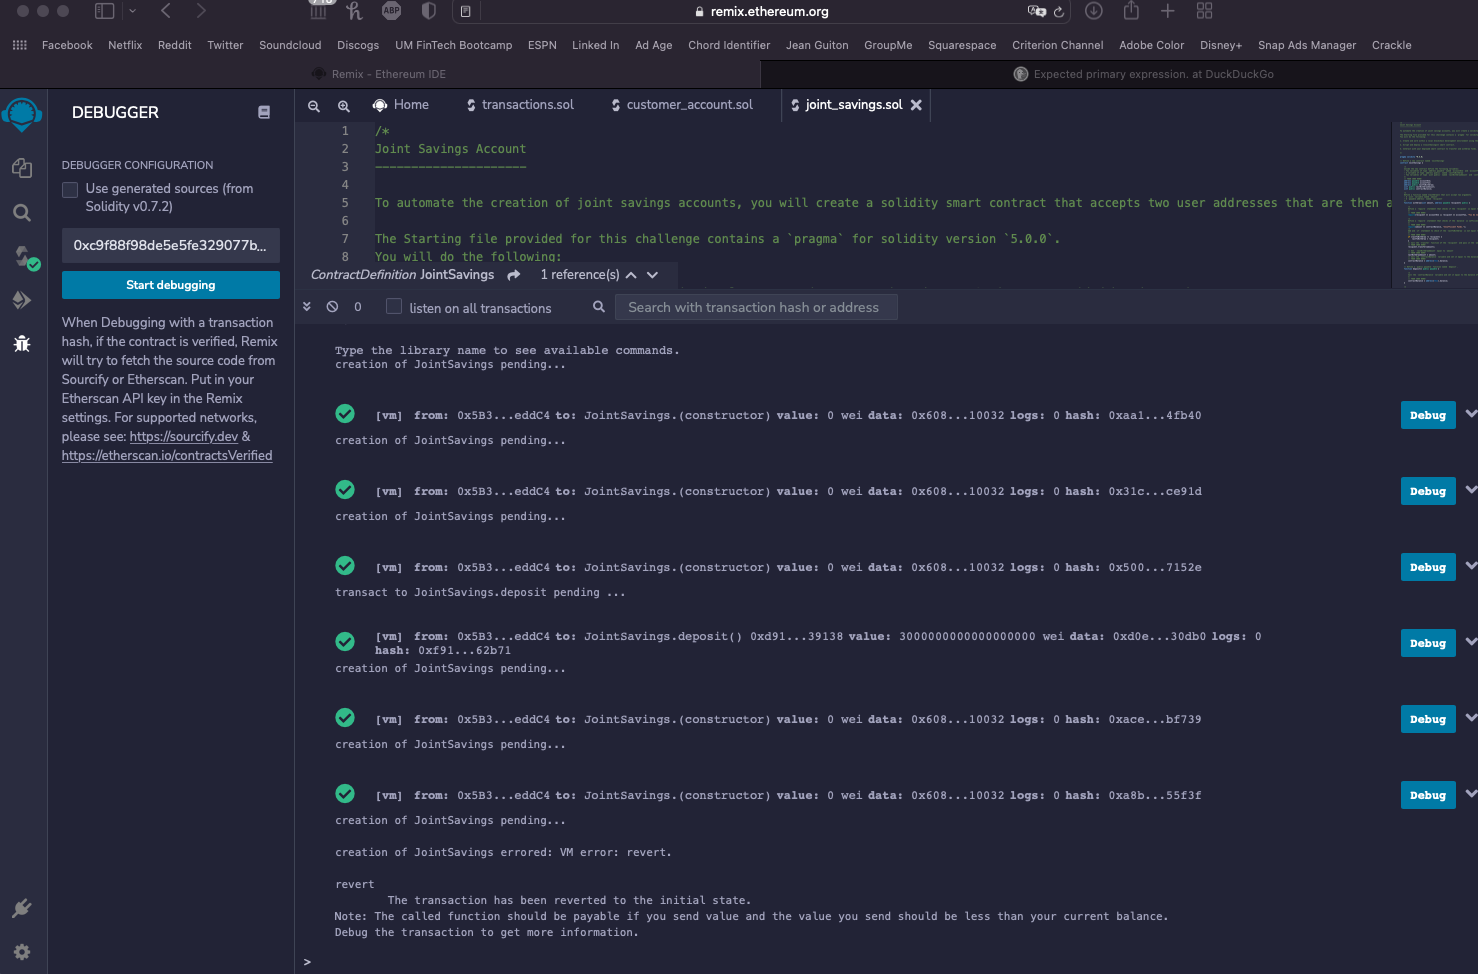 ABP
remix.ethereum.org
Facebook Netflix Reddit Twitter Soundcloud Discogs UM FinTech Bootcamp ESPN Linked In Ad Age Chord Identifier Jean Guiton GroupMe Squarespace Criterion Channel Adobe Color Disney+ Snap Ads Manager Crackle
Remix - Ethereum IDE
Expected primary expression. at DuckDuckGo
DEBUGGER
DEBUGGER CONFIGURATION
Use generated sources (from
Solidity v0.7.2)
0xc9f88f98de5e5fe329077b...
Start debugging
When Debugging with a transaction
hash, if the contract is verified, Remix
will try to fetch the source code from
Sourcify or Etherscan. Put in your
Etherscan API key in the Remix
settings. For supported networks,
please see: https://sourcify.dev &
https://etherscan.io/contractsVerified
Home transactions.sol customer_account.sol joint_savings.sol
1 /*
2 Joint Savings Account
3 ---------------------
4
5 To automate the creation of joint savings accounts, you will create a solidity smart contract that accepts two user addresses that are then a
6
7 The Starting file provided for this challenge contains a `pragma` for solidity version `5.0.0`.
8 You will do the following:
ContractDefinition JointSavings 1 reference(s)
0 listen on all transactions Search with transaction hash or address
Type the library name to see available commands.
creation of JointSavings pending...
[vm] from: 0x5B3...eddC4 to: JointSavings.(constructor) value: 0 wei data: 0x608...10032 logs: 0 hash: 0xaa1...4fb40 Debug
creation of JointSavings pending...
[vm] from: 0x5B3...eddC4 to: JointSavings.(constructor) value: 0 wei data: 0x608...10032 logs: 0 hash: 0x31c...ce91d Debug
creation of JointSavings pending...
[vm] from: 0x5B3...eddC4 to: JointSavings.(constructor) value: 0 wei data: 0x608...10032 logs: 0 hash: 0x500...7152e Debug
transact to JointSavings.deposit pending ...
[vm] from: 0x5B3...eddC4 to: JointSavings.deposit() 0xd91...39138 value: 3000000000000000000 wei data: 0xd0e...30db0 logs: 0
hash: 0xf91...62b71 Debug
creation of JointSavings pending...
[vm] from: 0x5B3...eddC4 to: JointSavings.(constructor) value: 0 wei data: 0x608...10032 logs: 0 hash: 0xace...bf739 Debug
creation of JointSavings pending...
[vm] from: 0x5B3...eddC4 to: JointSavings.(constructor) value: 0 wei data: 0x608...10032 logs: 0 hash: 0xa8b...55f3f Debug
creation of JointSavings pending...
creation of JointSavings errored: VM error: revert.
revert
The transaction has been reverted to the initial state.
Note: The called function should be payable if you send value and the value you send should be less than your current balance.
Debug the transaction to get more information.
>